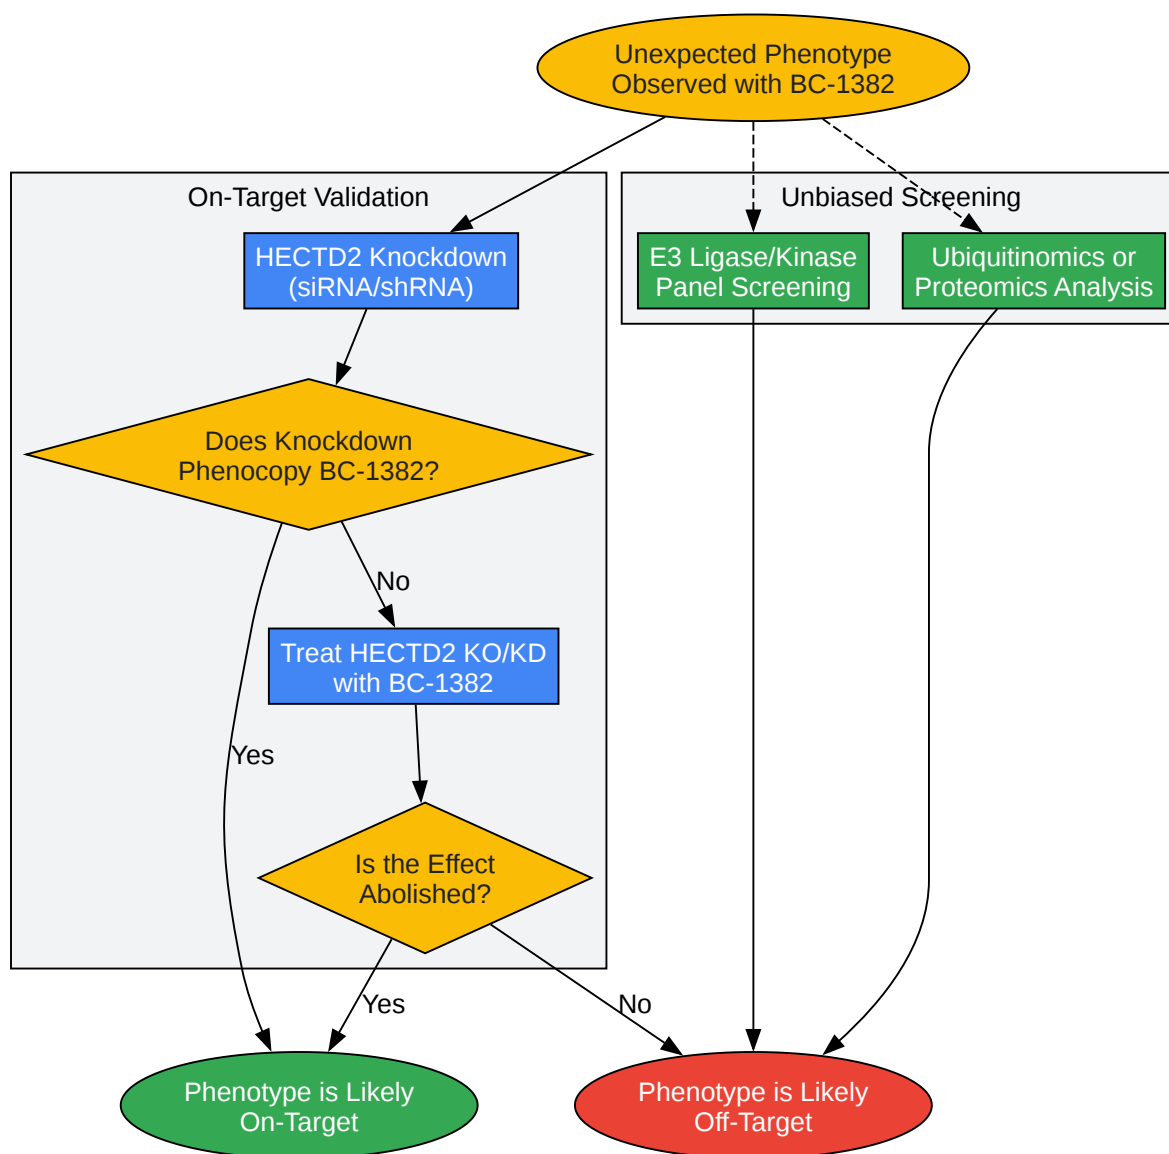 Unexpected Phenotype
Observed with BC-1382
On-Target Validation
Unbiased Screening
HECTD2 Knockdown
(siRNA/shRNA)
E3 Ligase/Kinase
Panel Screening
Ubiquitinomics or
Proteomics Analysis
Does Knockdown
Phenocopy BC-1382?
No
Treat HECTD2 KO/KD
with BC-1382
Yes
Is the Effect
Abolished?
Yes
No
Phenotype is Likely
On-Target
Phenotype is Likely
Off-Target